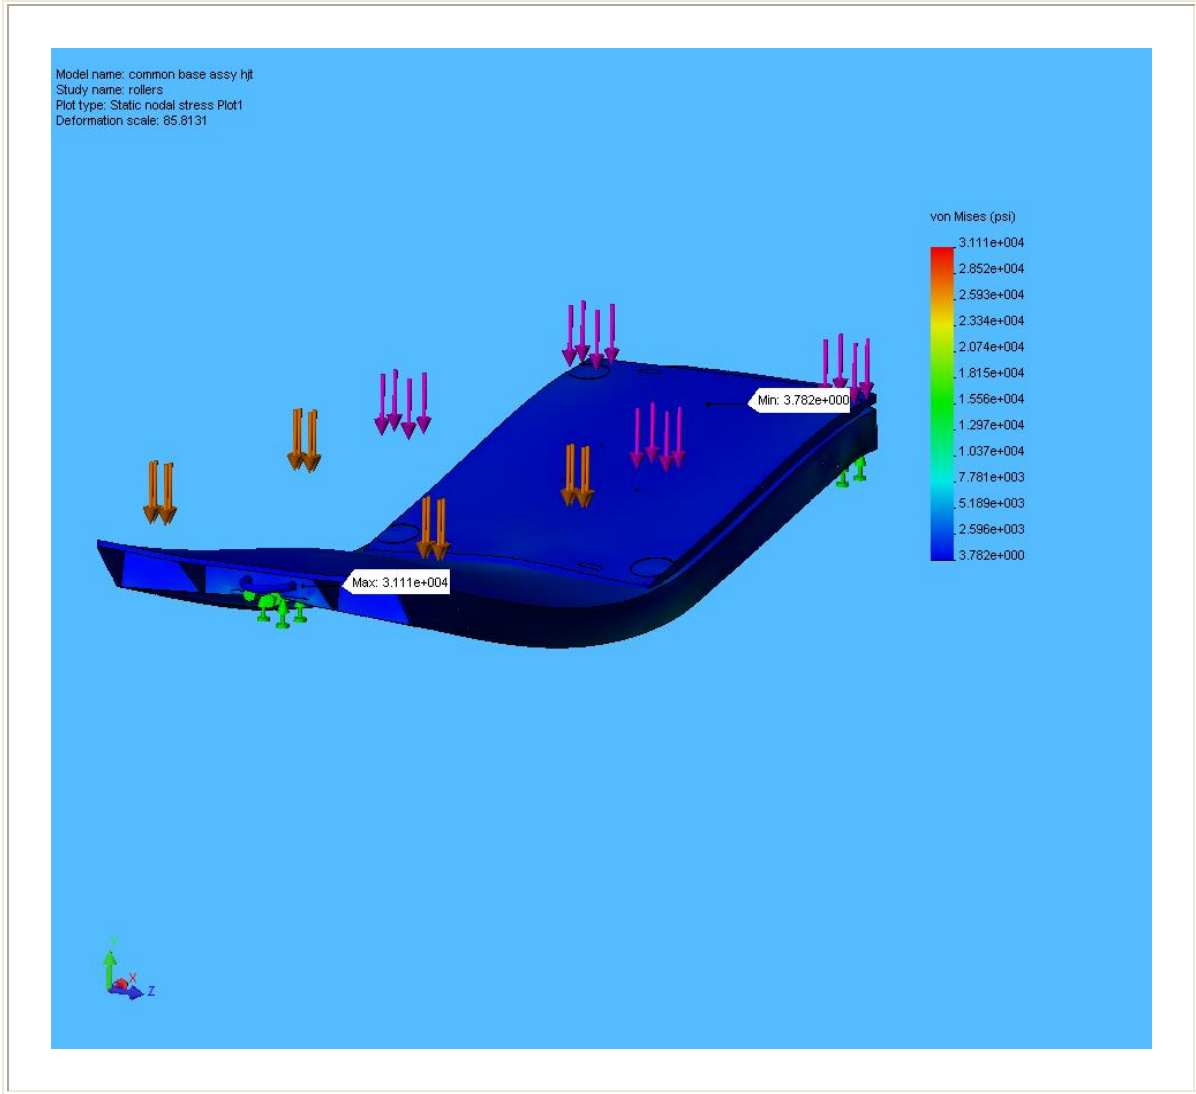 Model name: common base assy hjt
Study name: rollers
Plot type: Static nodal stress Plot1
Deformation scale: 85.8131
von Mises (psi)
3.111e+004
2.852e+004
2.593e+004
2.334e+004
2.074e+004
1.815e+004
1.556e+004
1.297e+004
1.037e+004
7.781e+003
5.189e+003
2.596e+003
3.782e+000
Min: 3.782e+000
Max: 3.111e+004
Y
X
Z